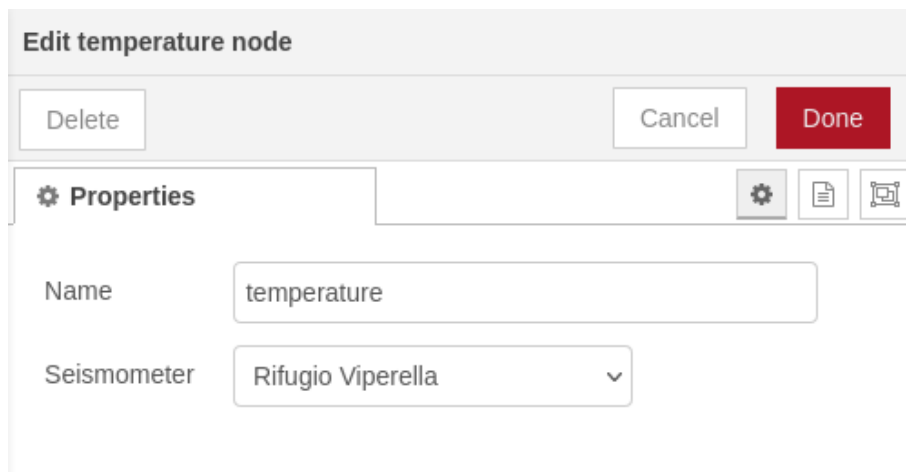 Edit temperature node
Delete Cancel Done
Properties
Name temperature
Seismometer Rifugio Viperella